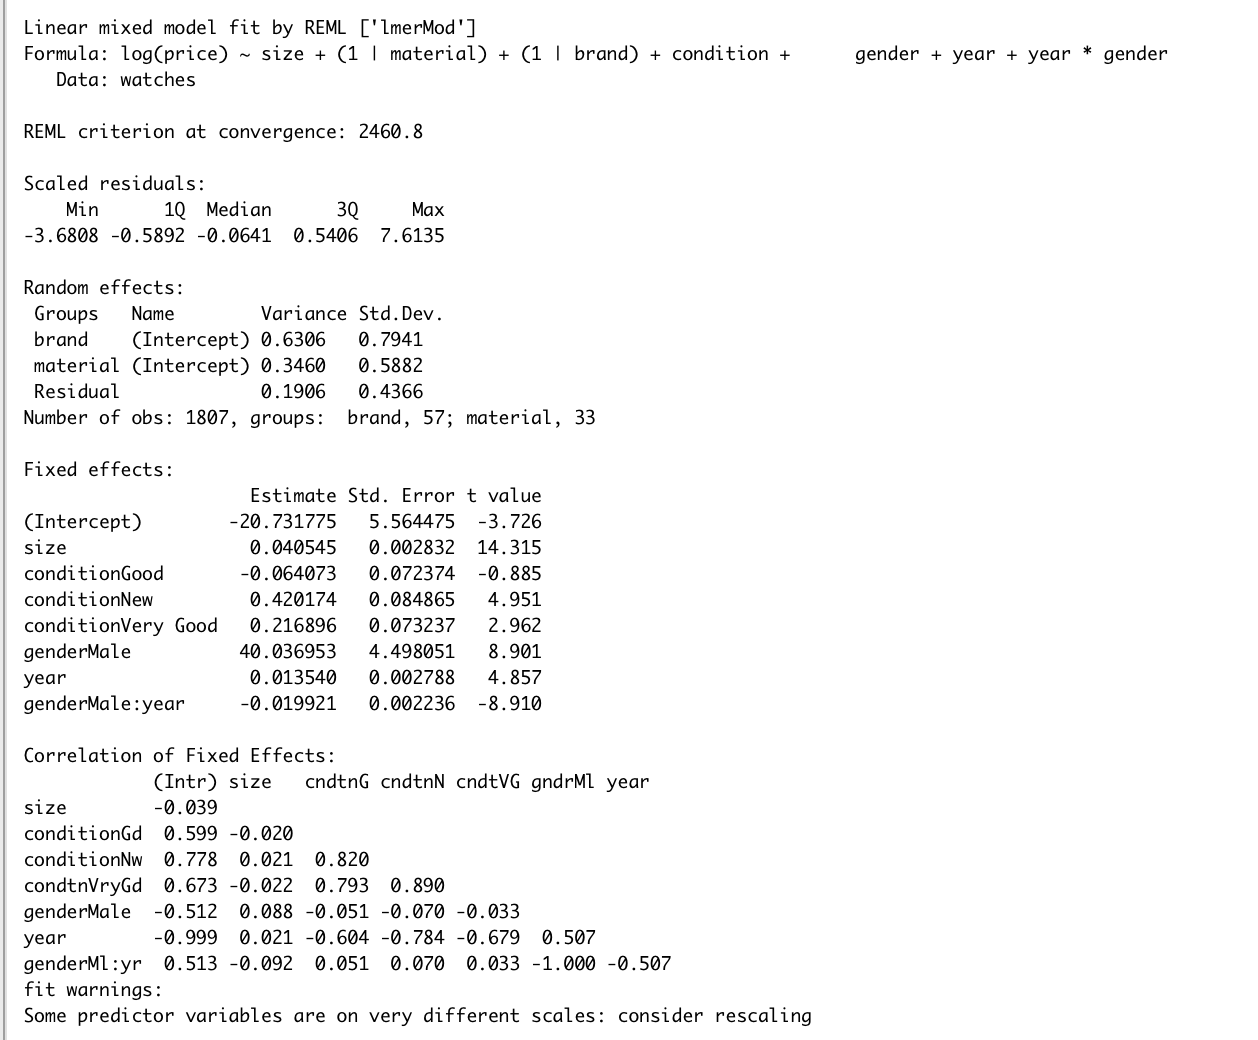 Linear mixed model fit by REML ['lmerMod']
Formula: log(price) ~ size + (1 | material) + (1 | brand) + condition +      gender + year + year * gender
   Data: watches

REML criterion at convergence: 2460.8

Scaled residuals:
    Min      1Q  Median      3Q     Max
-3.6808 -0.5892 -0.0641  0.5406  7.6135

Random effects:
 Groups   Name        Variance Std.Dev.
 brand    (Intercept) 0.6306   0.7941
 material (Intercept) 0.3460   0.5882
 Residual             0.1906   0.4366
Number of obs: 1807, groups:  brand, 57; material, 33

Fixed effects:
                     Estimate Std. Error t value
(Intercept)        -20.731775   5.564475  -3.726
size                 0.040545   0.002832  14.315
conditionGood       -0.064073   0.072374  -0.885
conditionNew         0.420174   0.084865   4.951
conditionVery Good   0.216896   0.073237   2.962
genderMale          40.036953   4.498051   8.901
year                 0.013540   0.002788   4.857
genderMale:year     -0.019921   0.002236  -8.910

Correlation of Fixed Effects:
            (Intr) size   cndtnG cndtnN cndtVG gndrMl year
size        -0.039
conditionGd  0.599 -0.020
conditionNw  0.778  0.021  0.820
condtnVryGd  0.673 -0.022  0.793  0.890
genderMale  -0.512  0.088 -0.051 -0.070 -0.033
year        -0.999  0.021 -0.604 -0.784 -0.679  0.507
genderMl:yr  0.513 -0.092  0.051  0.070  0.033 -1.000 -0.507
fit warnings:
Some predictor variables are on very different scales: consider rescaling